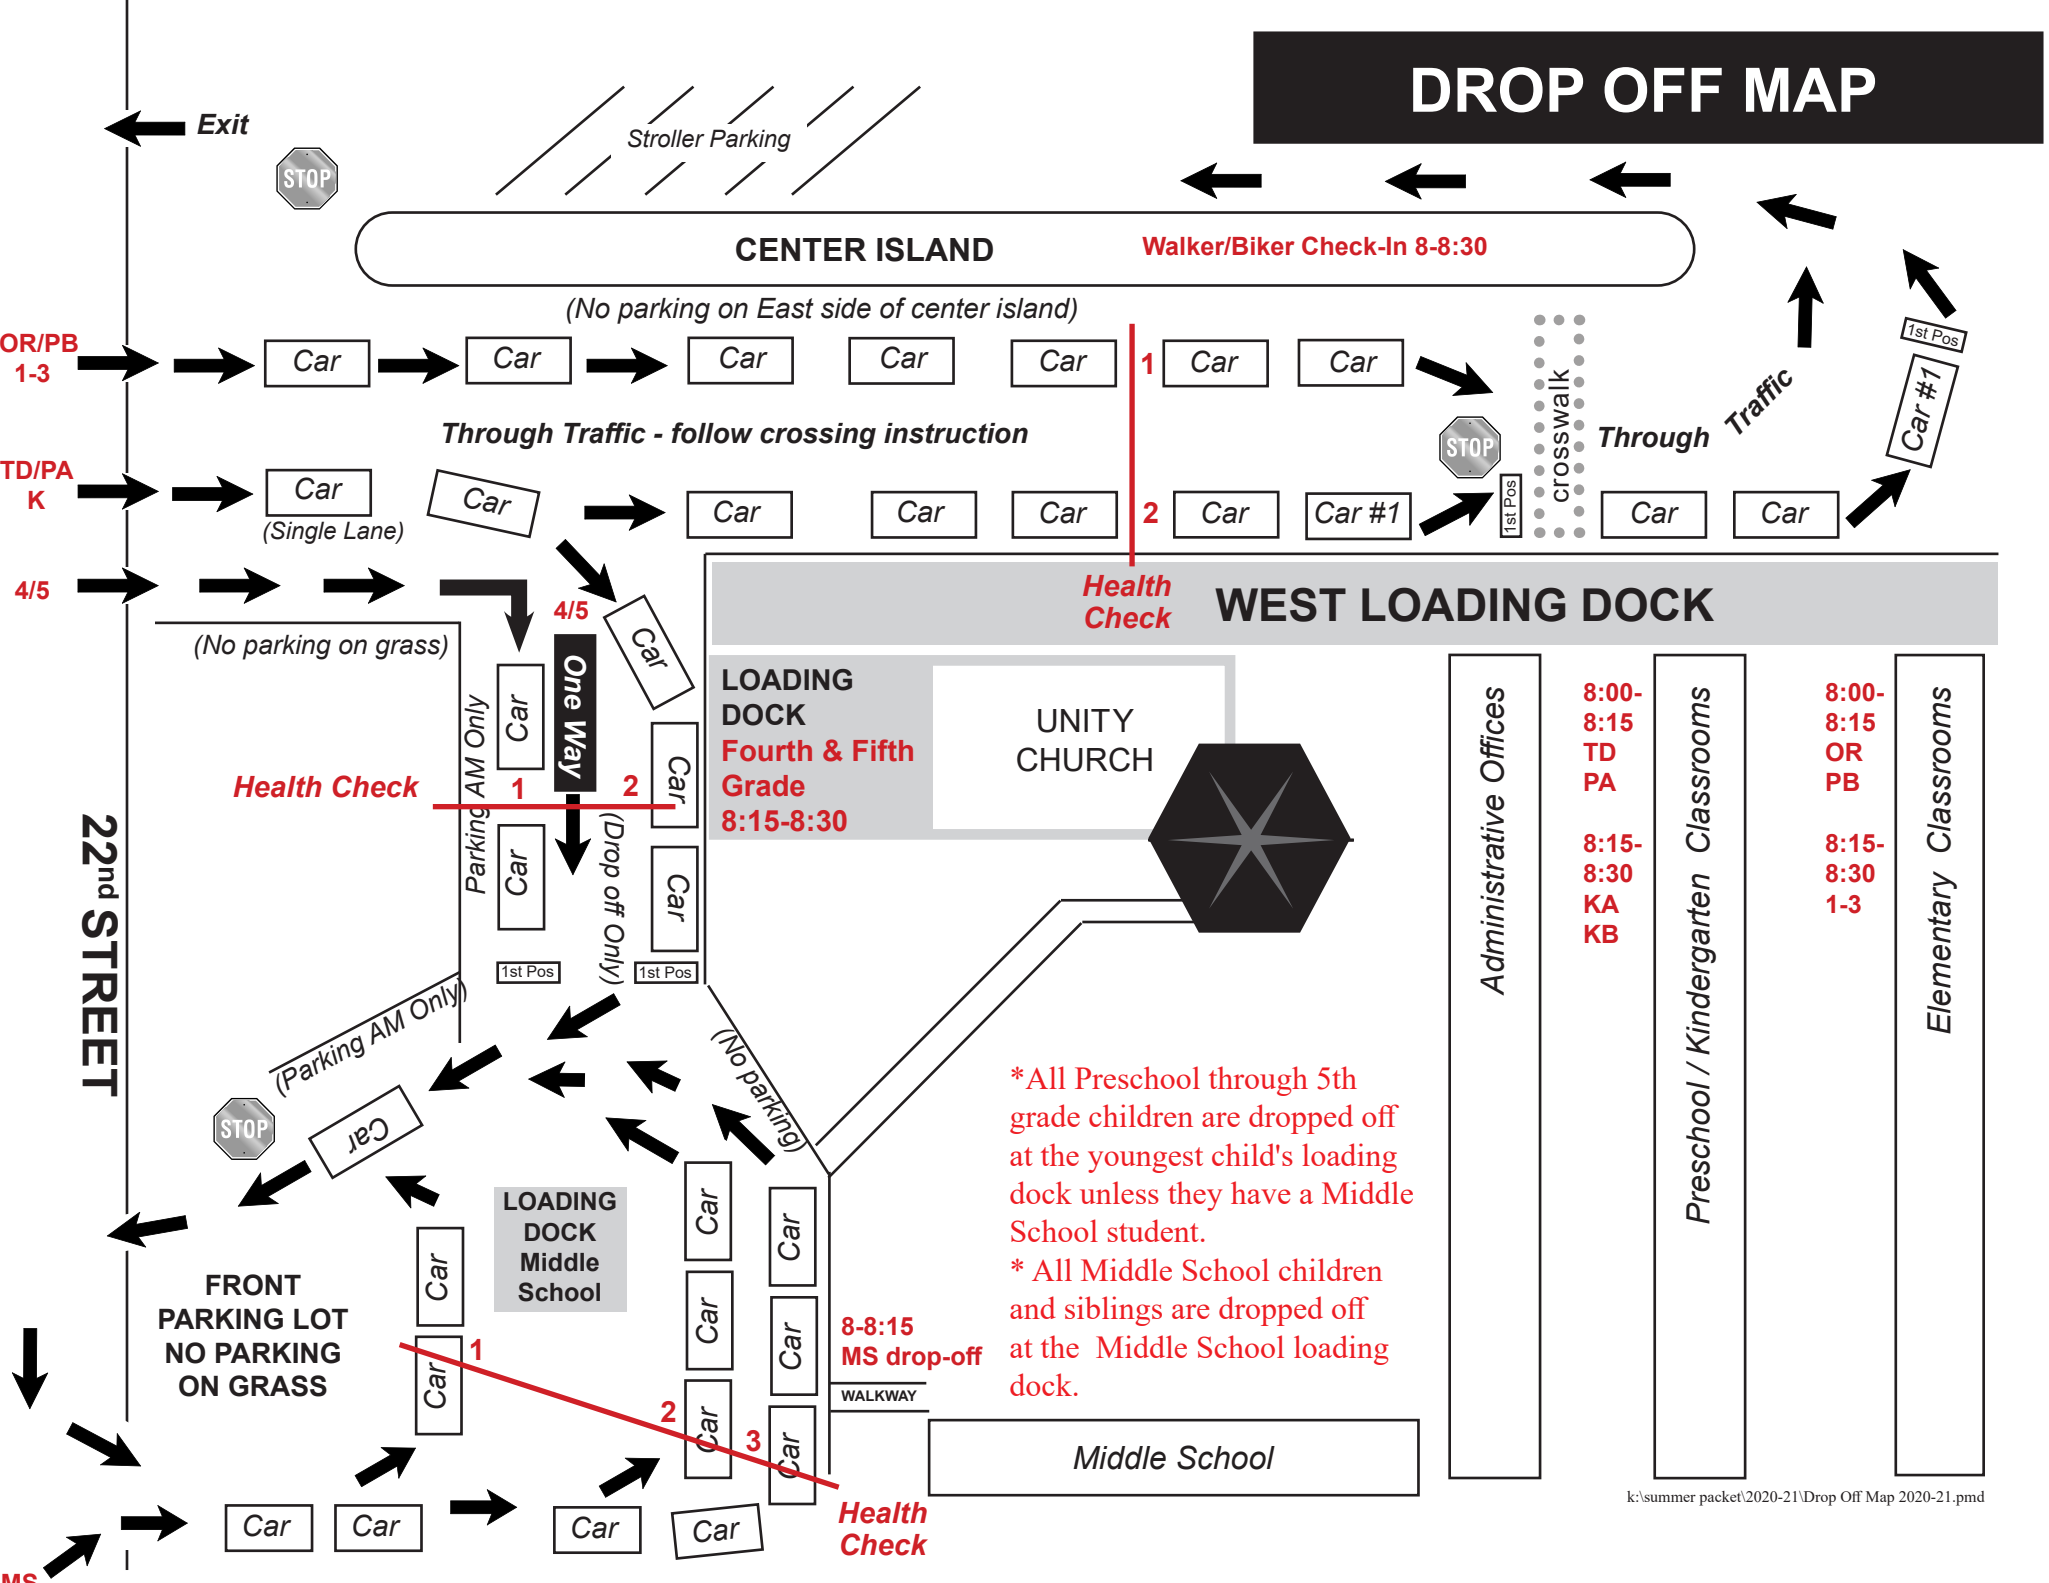 DROP OFF MAP
Exit
STOP
Stroller Parking
CENTER ISLAND
Walker/Biker Check-In 8-8:30
(No parking on East side of center island)
OR/PB
1-3
Car
Car
Car
Car
Car
1
Car
Car
1st Pos
Car #1
crosswalk
Through Traffic - follow crossing instruction
STOP
Through
Traffic
TD/PA
K
Car
(Single Lane)
Car
Car
Car
Car
2
Car
Car #1
1st Pos
Car
Car
4/5
4/5
Health
Check
WEST LOADING DOCK
(No parking on grass)
Parking AM Only
Car
One Way
Car
Health Check
1
2
Car
Car
(Drop off Only)
Car
1st Pos
1st Pos
LOADING
DOCK
Fourth & Fifth
Grade
8:15-8:30
UNITY
CHURCH
Administrative Offices
8:00-
8:15
TD
PA
8:15-
8:30
KA
KB
Preschool / Kindergarten Classrooms
8:00-
8:15
OR
PB
8:15-
8:30
1-3
Elementary Classrooms
22nd STREET
(Parking AM Only)
(No parking)
STOP
Car
LOADING
DOCK
Middle
School
FRONT
PARKING LOT
NO PARKING
ON GRASS
Car
Car
1
Car
Car
2
Car
Car
Car
3
Car
8-8:15
MS drop-off
WALKWAY
*All Preschool through 5th
grade children are dropped off
at the youngest child's loading
dock unless they have a Middle
School student.
* All Middle School children
and siblings are dropped off
at the Middle School loading
dock.
Middle School
k:\summer packet\2020-21\Drop Off Map 2020-21.pmd
Health
Check
Car
Car
Car
Car
MS